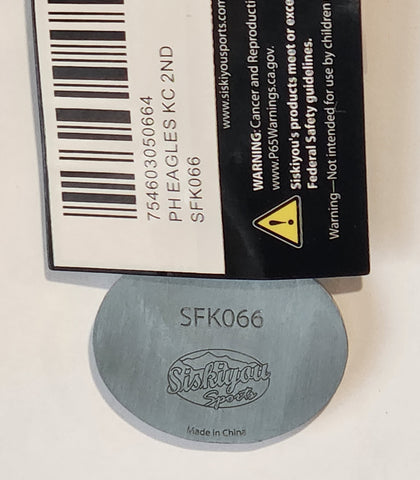 754603050664
PH EAGLES KC 2ND
SFK066
www.siskiyousports.com
WARNING: Cancer and Reproducti
www.P65Warnings.ca.gov.
Siskiyou's products meet or exce
Federal Safety guidelines.
Warning—Not intended for use by children
SFK066
Siskiyou
Sports
Made in China